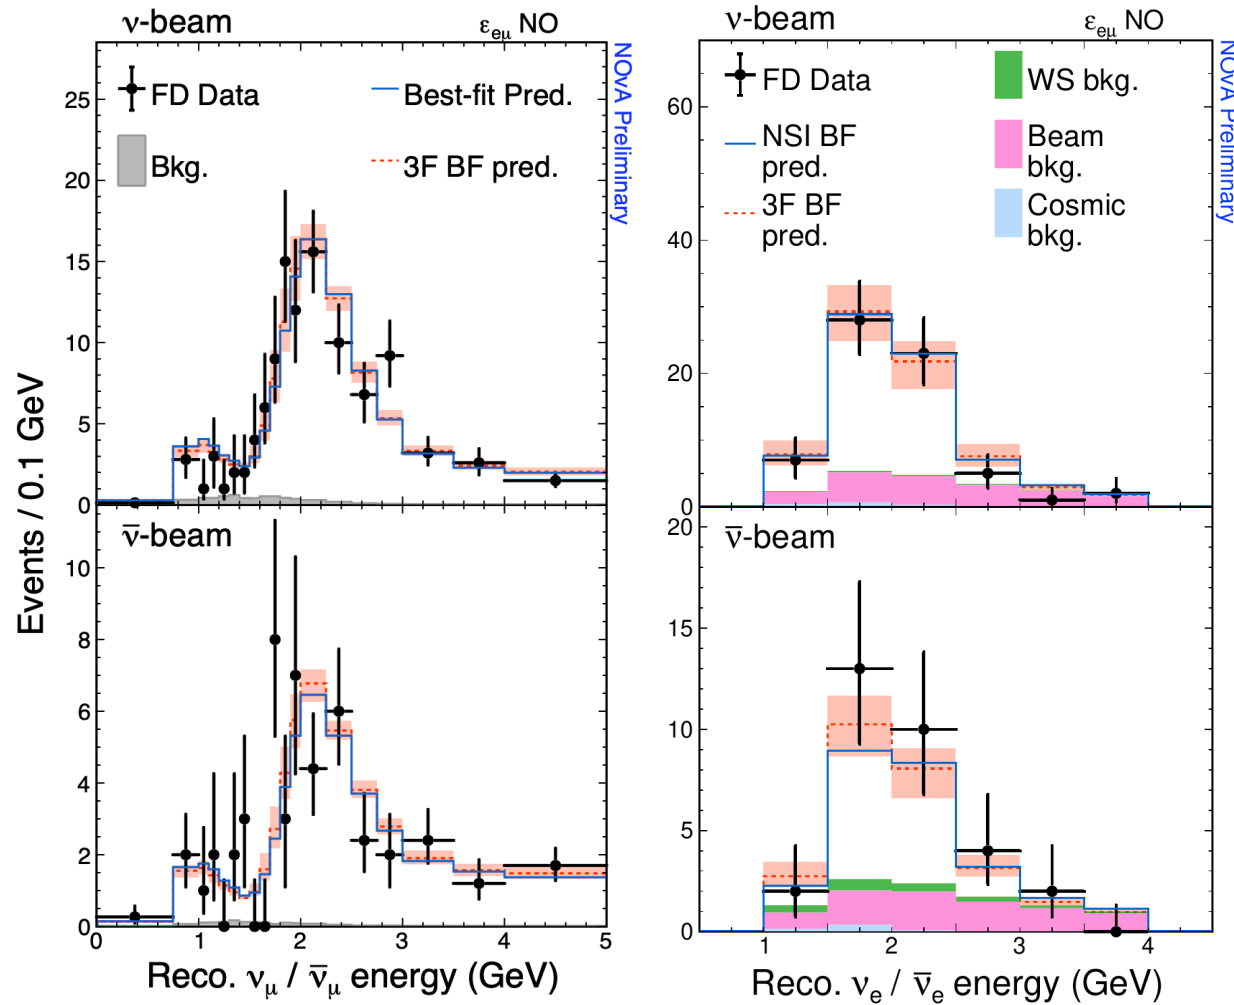 ν-beam
ε_{eμ} NO
FD Data
Best-fit Pred.
Bkg.
3F BF pred.
NOvA Preliminary
25
20
15
10
5
0
ν̄-beam
10
8
6
4
2
0
0
1
2
3
4
5
Events / 0.1 GeV
Reco. ν_μ / ν̄_μ energy (GeV)
ν-beam
ε_{eμ} NO
FD Data
WS bkg.
NSI BF
pred.
Beam
bkg.
3F BF
pred.
Cosmic
bkg.
NOvA Preliminary
60
40
20
0
ν̄-beam
20
15
10
5
0
1
2
3
4
Reco. ν_e / ν̄_e energy (GeV)